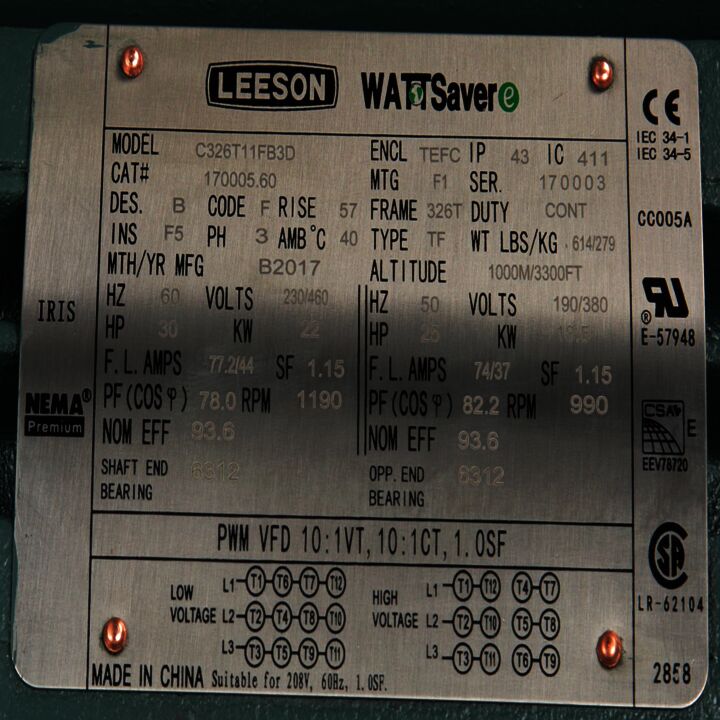 LEESON WATTSaver e
MODEL C326T11FB3D ENCL TEFC IP 43 IC 411
CAT# 170005.60 MTG F1 SER. 170003
DES. B CODE F RISE 57 FRAME 326T DUTY CONT
INS F5 PH 3 AMB°C 40 TYPE TF WT LBS/KG 614/279
MTH/YR MFG B2017 ALTITUDE 1000M/3300FT
HZ 60 VOLTS 230/460 HZ 50 VOLTS 190/380
HP 30 KW 22 HP 25 KW
F.L.AMPS 77.2/44 SF 1.15 F.L.AMPS 74/37 SF 1.15
PF(COSφ) 78.0 RPM 1190 PF(COSφ) 82.2 RPM 990
NOM EFF 93.6 NOM EFF 93.6
SHAFT END BEARING 6312 OPP. END BEARING 6312
PWM VFD 10:1VT, 10:1CT, 1.0SF
LOW VOLTAGE
L1 T1 T6 T7 T12
L2 T2 T4 T8 T10
L3 T3 T5 T9 T11
HIGH VOLTAGE
L1 T1 T12 T4 T7
L2 T2 T10 T5 T8
L3 T3 T11 T6 T9
MADE IN CHINA Suitable for 208V, 60Hz, 1.0SF.
IRIS
NEMA®
Premium
CE
IEC 34-1
IEC 34-5
CC005A
®
E-57948
CSA E
EEV78720
SA
LR-62104
2858